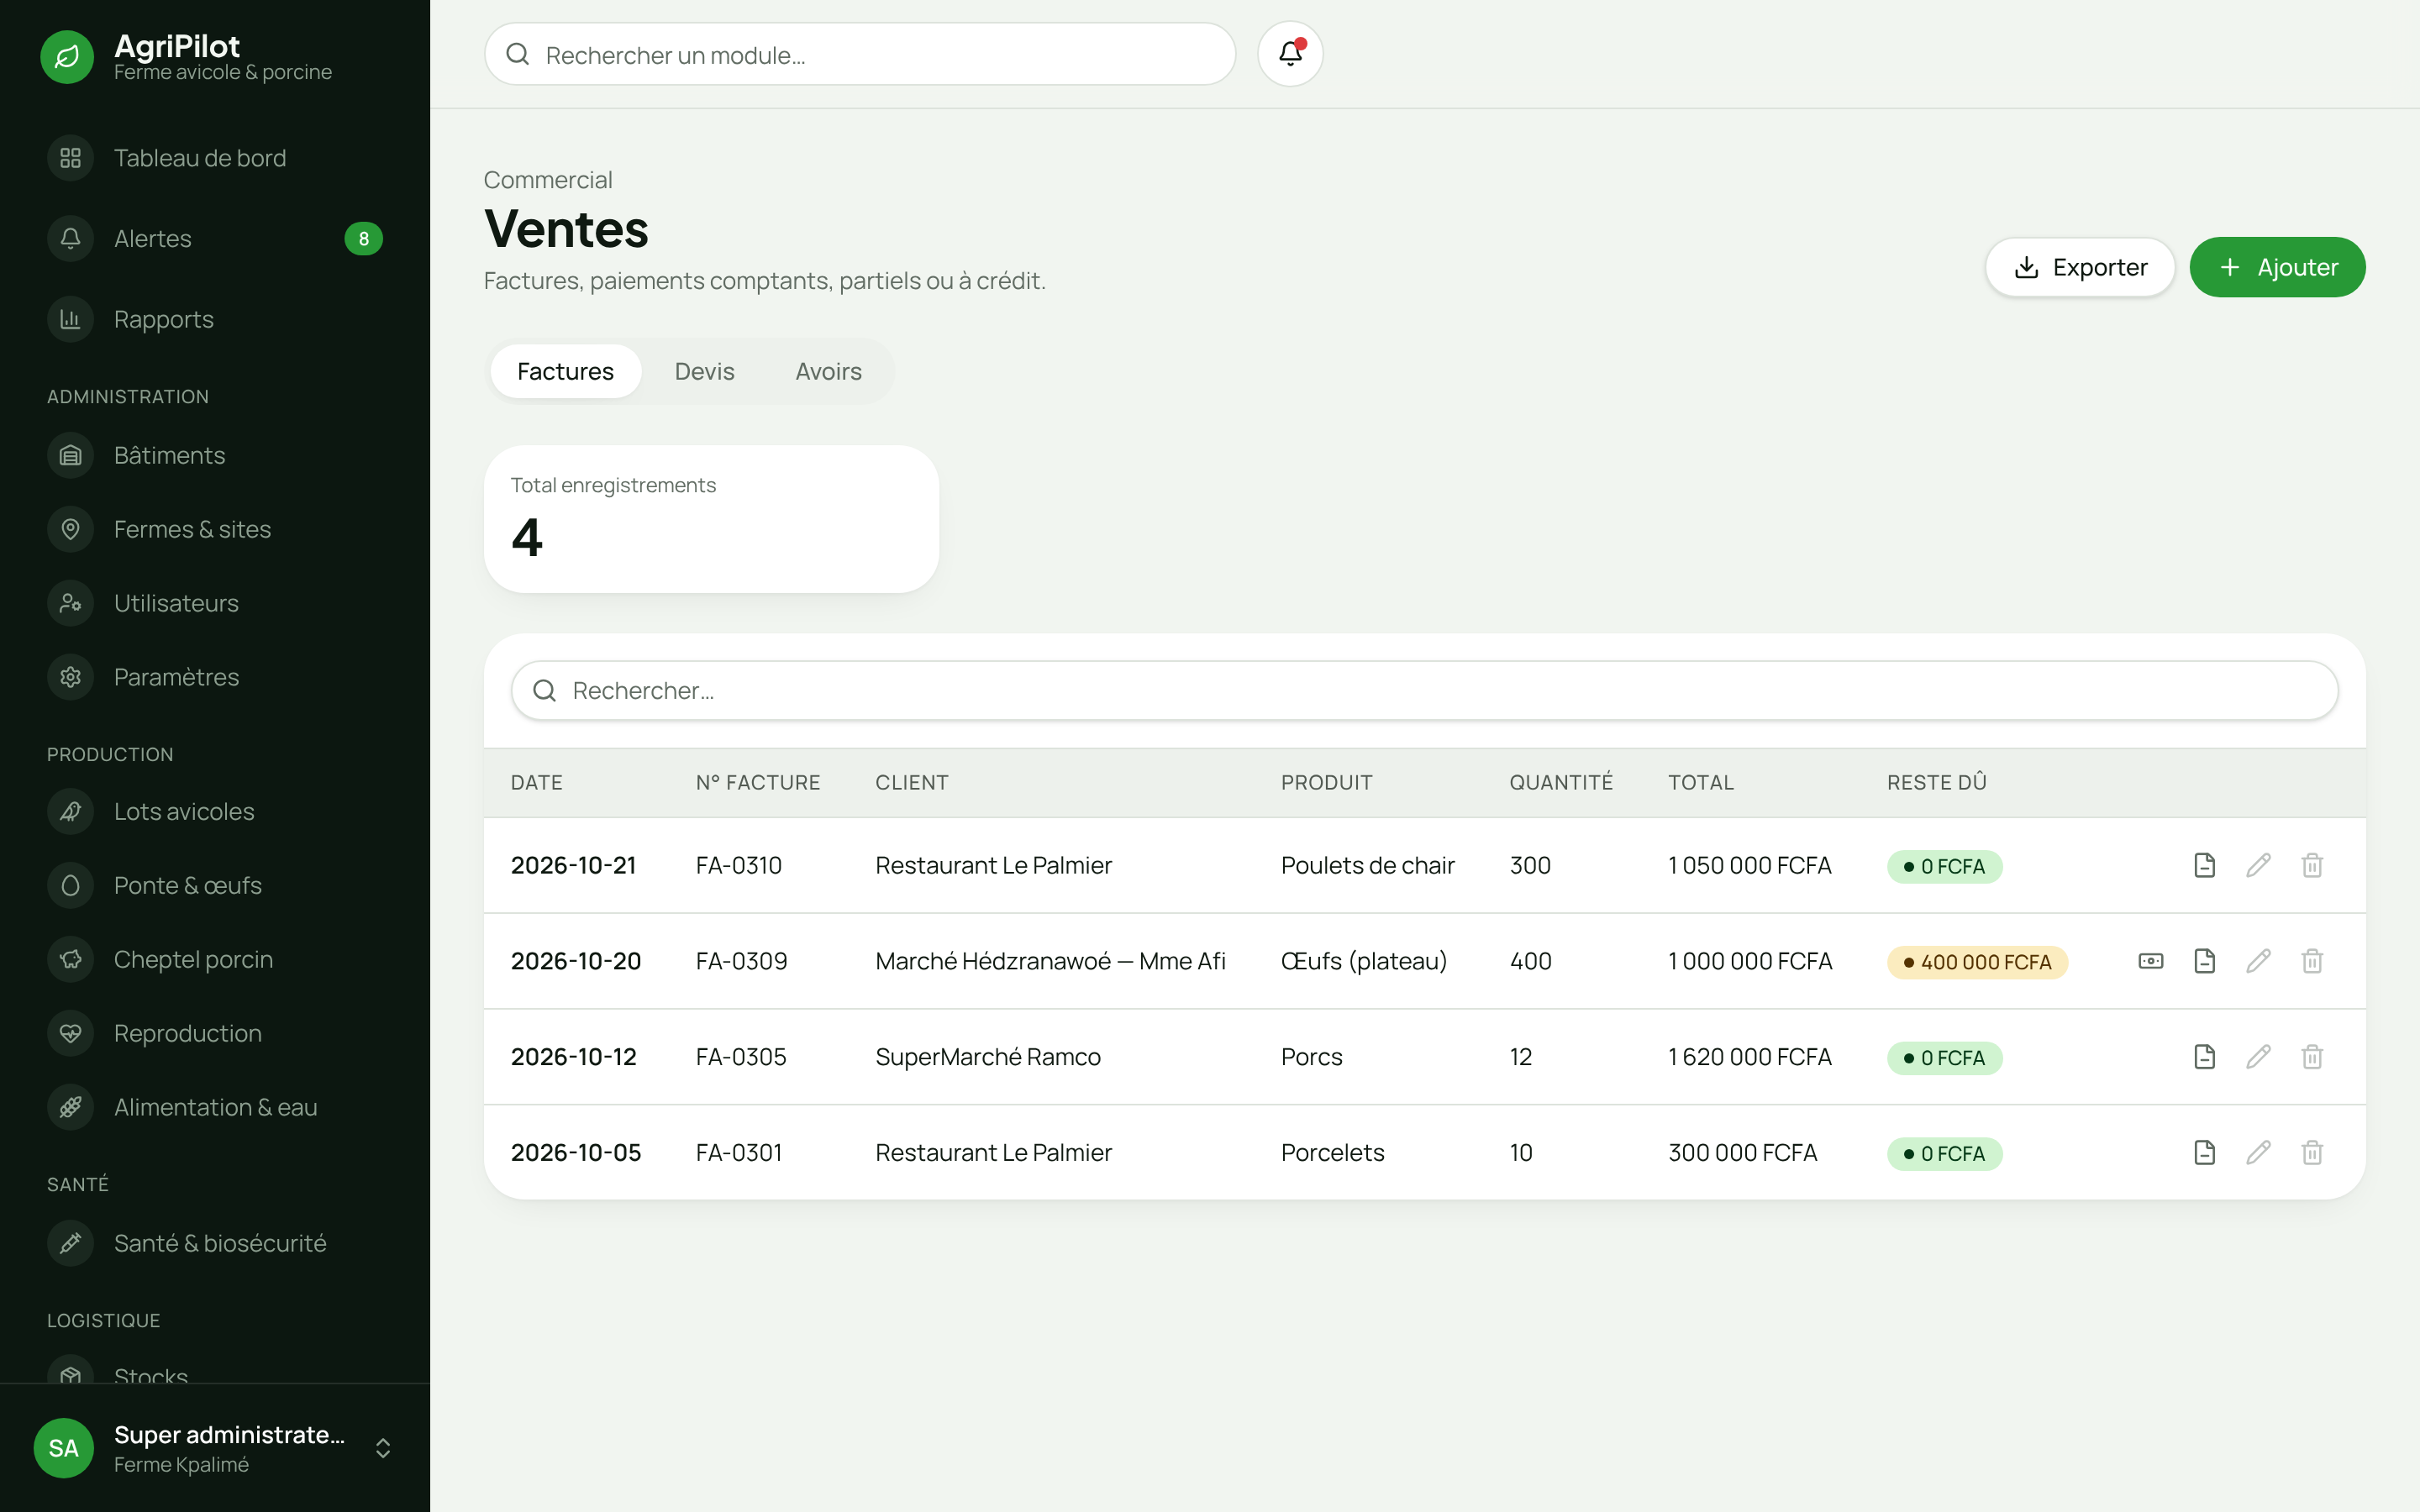 AgriPilot
Ferme avicole & porcine
Tableau de bord
Alertes
8
Rapports
ADMINISTRATION
Bâtiments
Fermes & sites
Utilisateurs
Paramètres
PRODUCTION
Lots avicoles
Ponte & œufs
Cheptel porcin
Reproduction
Alimentation & eau
SANTÉ
Santé & biosécurité
LOGISTIQUE
Stocks
SA
Super administrate...
Ferme Kpalimé
Rechercher un module...
Commercial
Ventes
Factures, paiements comptants, partiels ou à crédit.
Exporter
Ajouter
Factures Devis Avoirs
Total enregistrements
4
Rechercher...
DATE N° FACTURE CLIENT PRODUIT QUANTITÉ TOTAL RESTE DÛ
2026-10-21 FA-0310 Restaurant Le Palmier Poulets de chair 300 1 050 000 FCFA 0 FCFA
2026-10-20 FA-0309 Marché Hédzranawoé — Mme Afi Œufs (plateau) 400 1 000 000 FCFA 400 000 FCFA
2026-10-12 FA-0305 SuperMarché Ramco Porcs 12 1 620 000 FCFA 0 FCFA
2026-10-05 FA-0301 Restaurant Le Palmier Porcelets 10 300 000 FCFA 0 FCFA